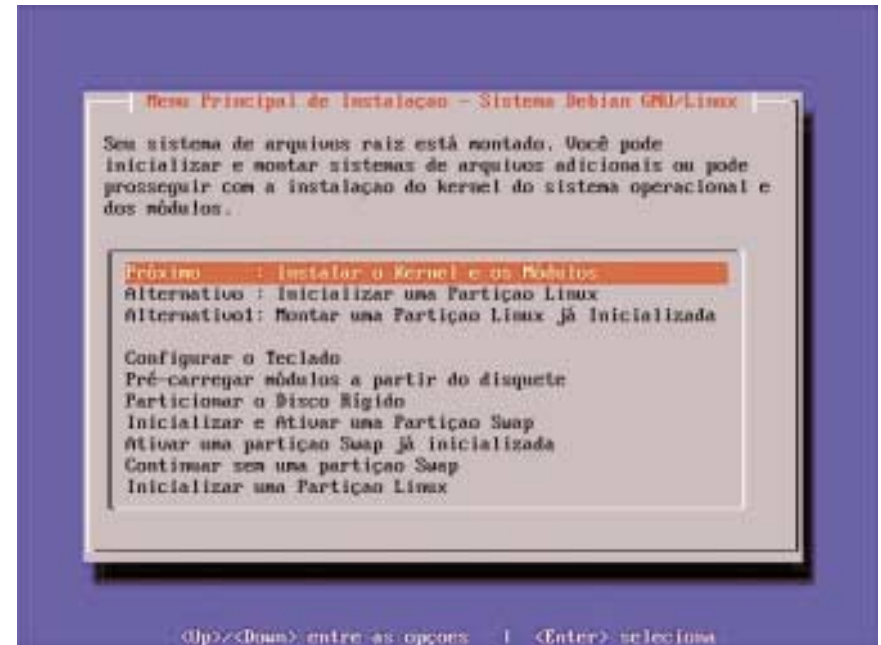 Menu Principal de Instalaçao - Sistema Debian GNU/Linux
Seu sistema de arquivos raiz está montado. Você pode
inicializar e montar sistemas de arquivos adicionais ou pode
prosseguir com a instalaçao do kernel do sistema operacional e
dos módulos.
Próximo : Instalar o Kernel e os Módulos
Alternativo : Inicializar uma Partiçao Linux
Alternativo1: Montar uma Partiçao Linux já Inicializada
Configurar o Teclado
Pré-carregar módulos a partir do disquete
Particionar o Disco Rígido
Inicializar e Ativar uma Partiçao Swap
Ativar uma partiçao Swap já inicializada
Continuar sem uma partiçao Swap
Inicializar uma Partiçao Linux
<Up>/<Down> entre as opçoes | <Enter> seleciona